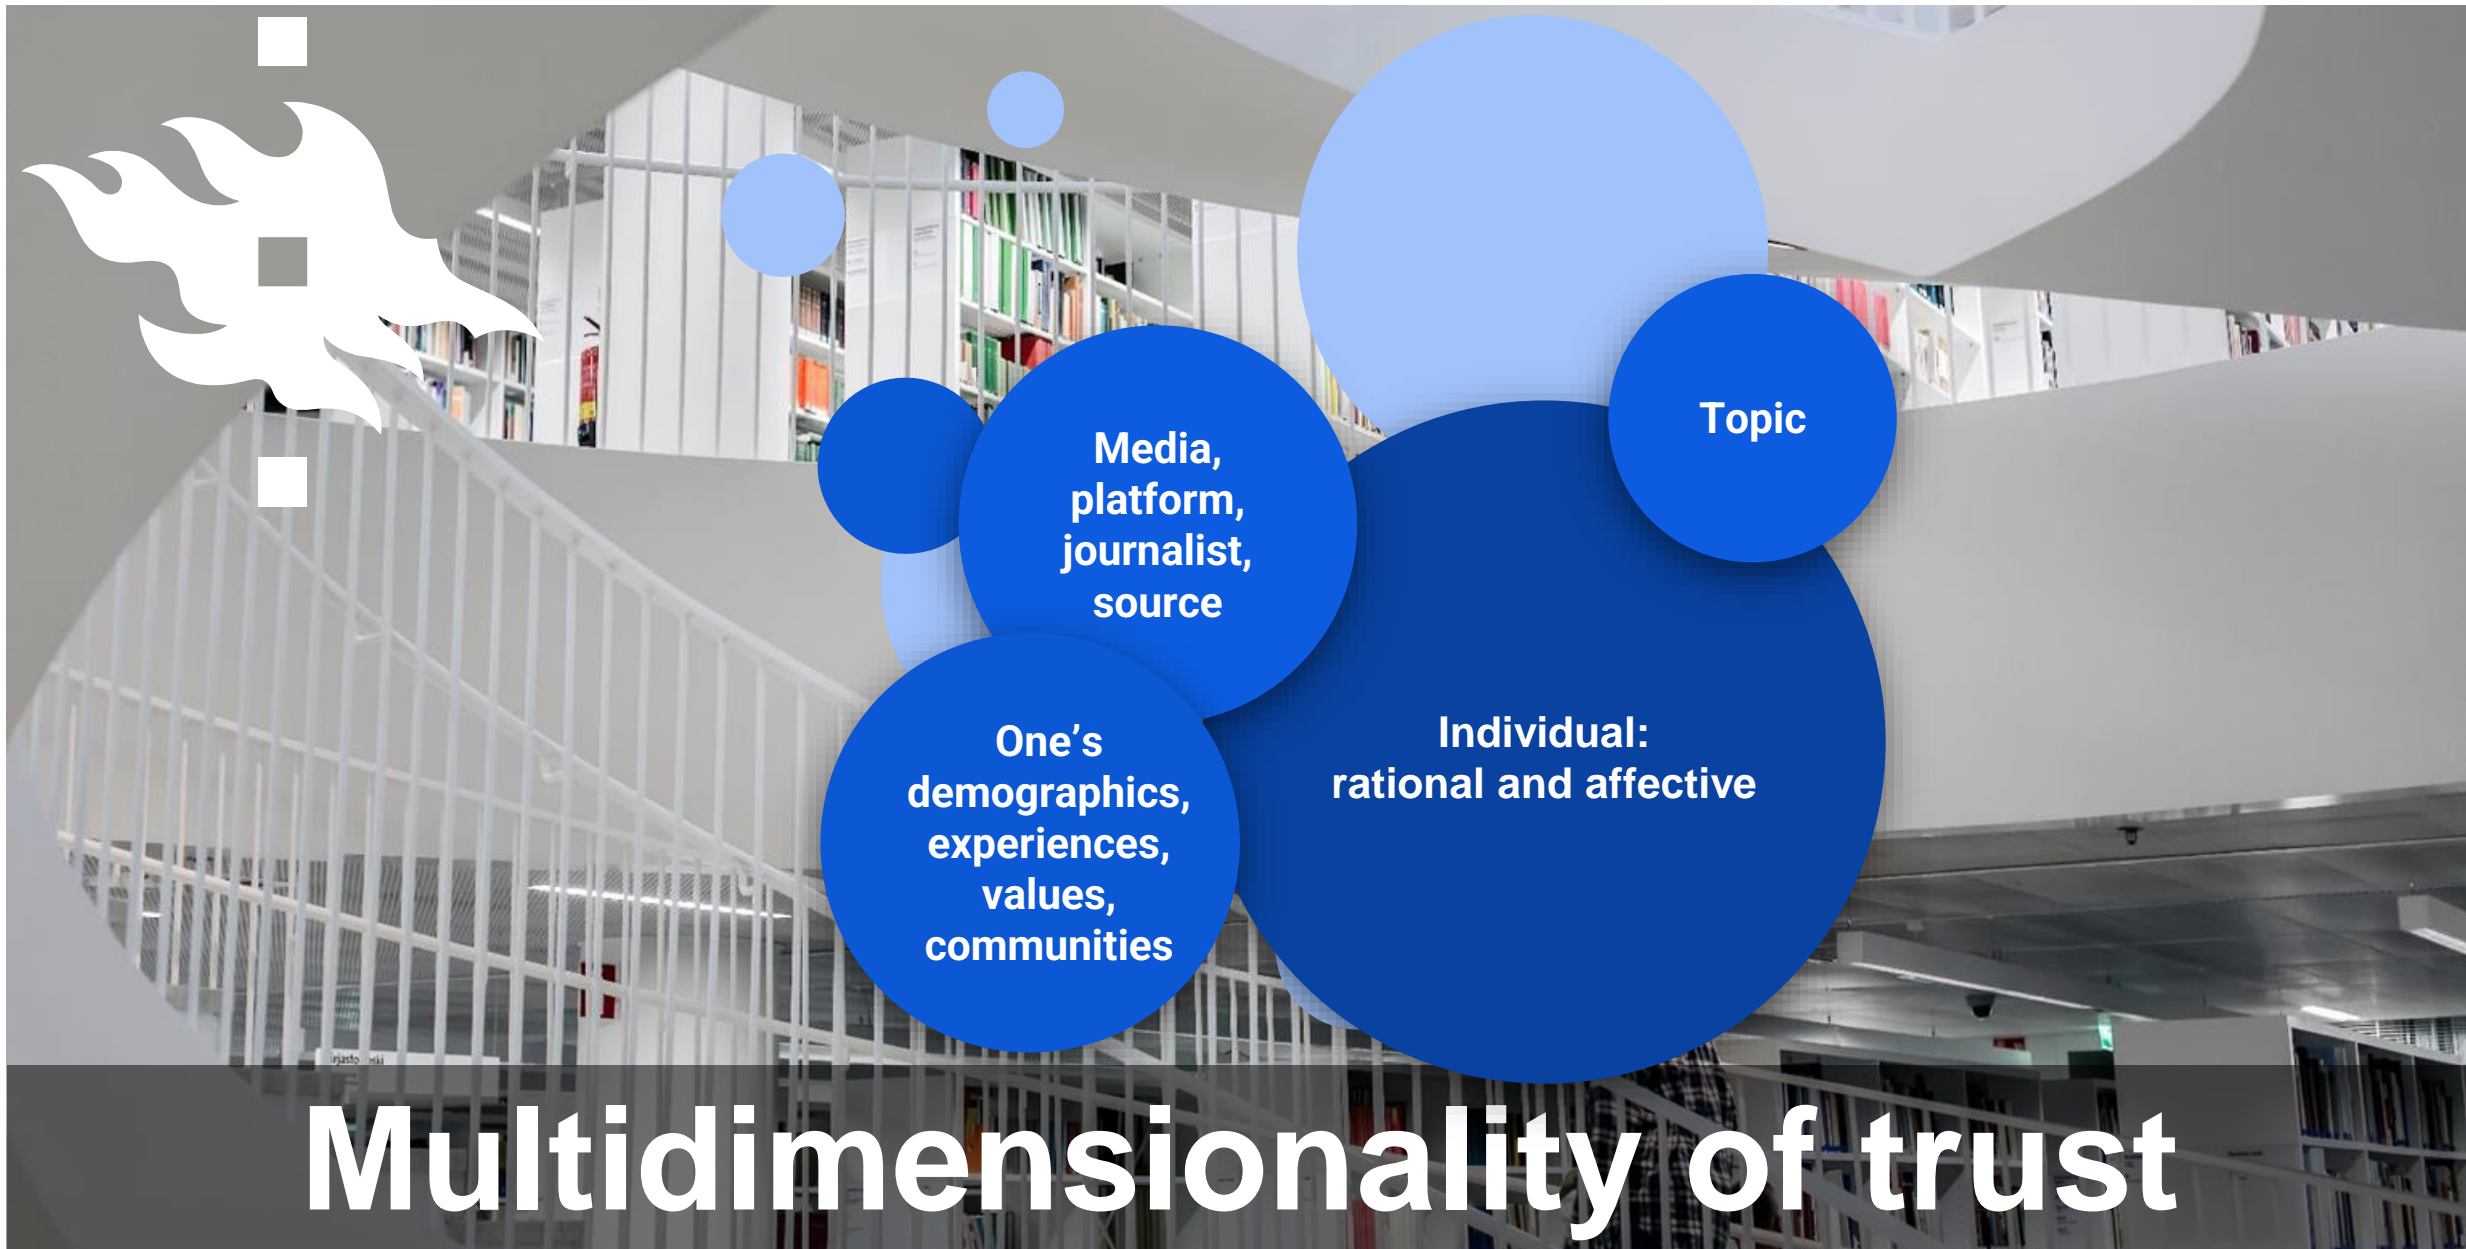 Topic
Media,
platform,
journalist,
source
Individual:
rational and affective
One’s
demographics,
experiences,
values,
communities
Multidimensionality of trust